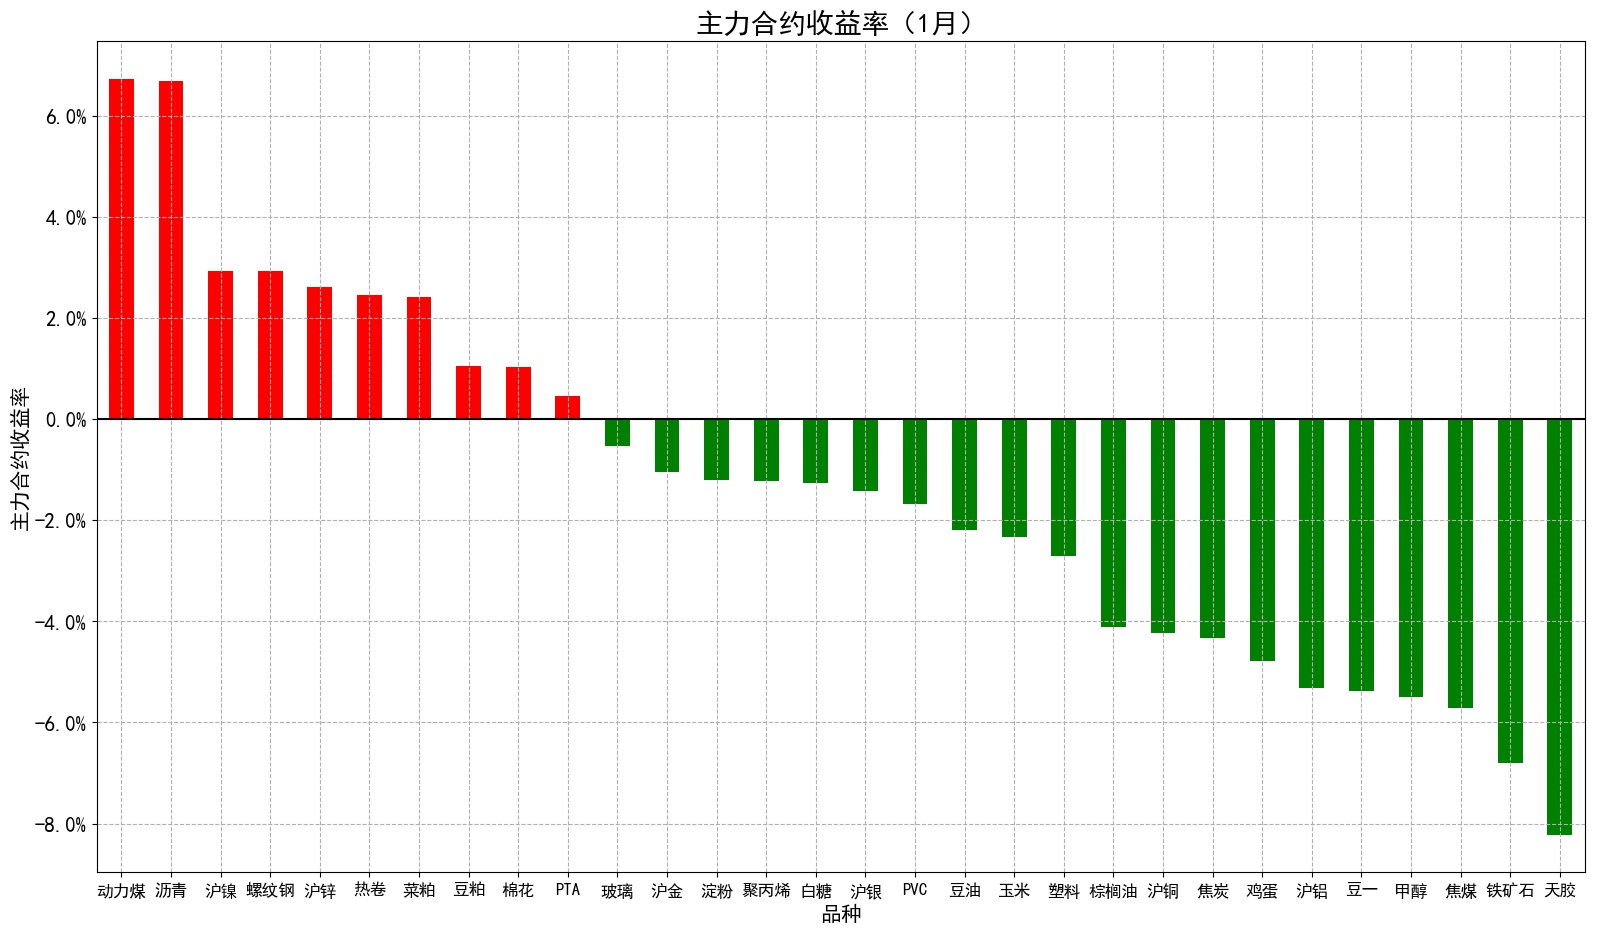 主力合约收益率（1月）
主力合约收益率
6.0%
4.0%
2.0%
0.0%
−2.0%
−4.0%
−6.0%
−8.0%
动力煤 沥青 沪镍 螺纹钢 沪锌 热卷 菜粕 豆粕 棉花 PTA 玻璃 沪金 淀粉 聚丙烯 白糖 沪银 PVC 豆油 玉米 塑料 棕榈油 沪铜 焦炭 鸡蛋 沪铝 豆一 甲醇 焦煤 铁矿石 天胶
品种